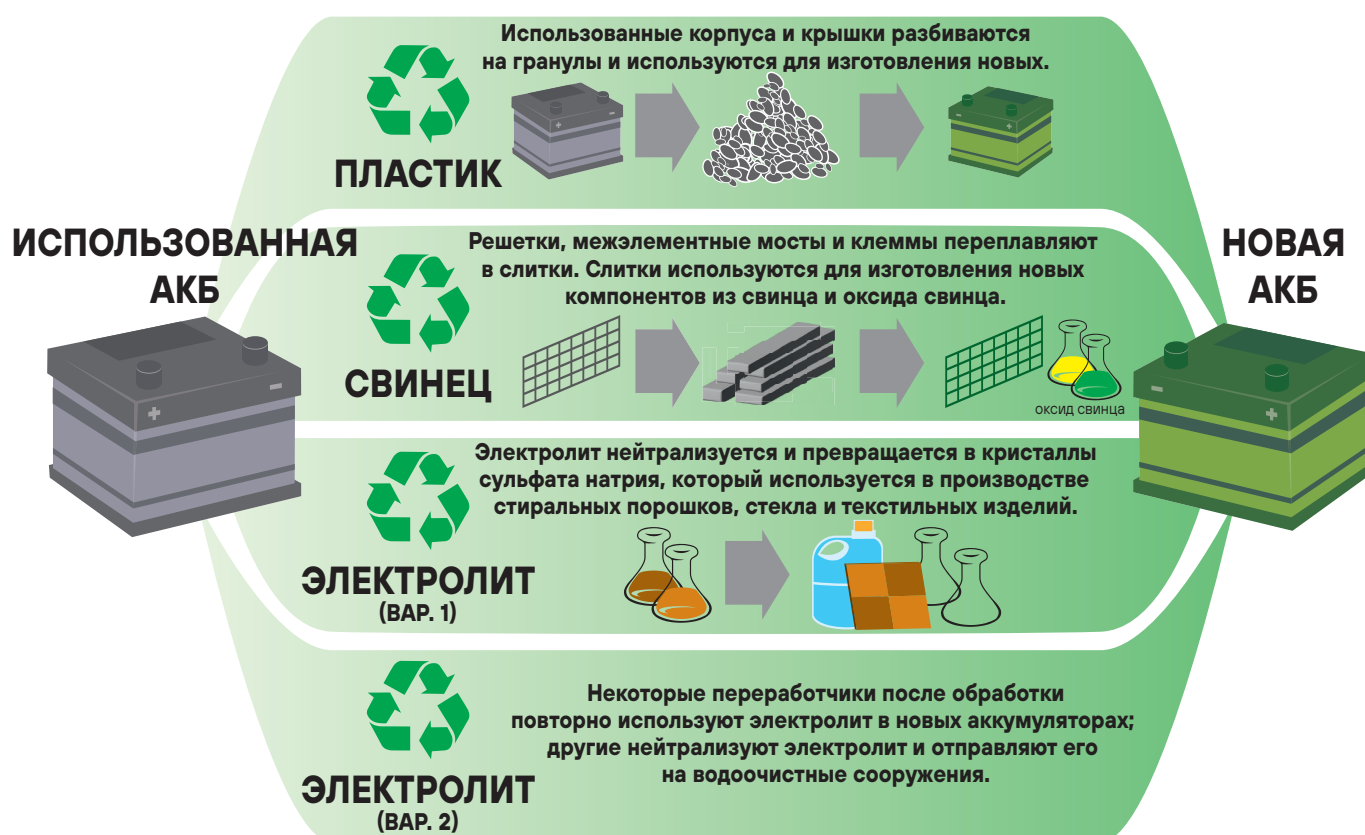 Использованные корпуса и крышки разбиваются
на гранулы и используются для изготовления новых.
ПЛАСТИК
ИСПОЛЬЗОВАННАЯ
АКБ
Решетки, межэлементные мосты и клеммы переплавляют
в слитки. Слитки используются для изготовления новых
компонентов из свинца и оксида свинца.
СВИНЕЦ
оксид свинца
НОВАЯ
АКБ
Электролит нейтрализуется и превращается в кристаллы
сульфата натрия, который используется в производстве
стиральных порошков, стекла и текстильных изделий.
ЭЛЕКТРОЛИТ
(ВАР. 1)
Некоторые переработчики после обработки
повторно используют электролит в новых аккумуляторах;
другие нейтрализуют электролит и отправляют его
на водоочистные сооружения.
ЭЛЕКТРОЛИТ
(ВАР. 2)